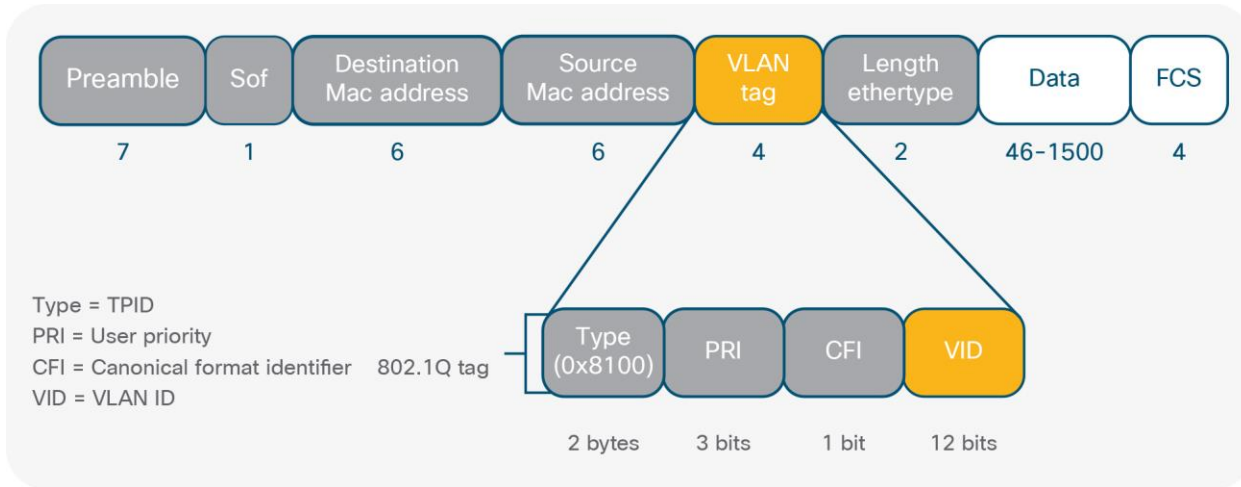 Preamble
Sof
Destination
Mac address
Source
Mac address
VLAN
tag
Length
ethertype
Data
FCS
7
1
6
6
4
2
46-1500
4
Type = TPID
PRI = User priority
CFI = Canonical format identifier
VID = VLAN ID
802.1Q tag
Type
(0x8100)
PRI
CFI
VID
2 bytes
3 bits
1 bit
12 bits